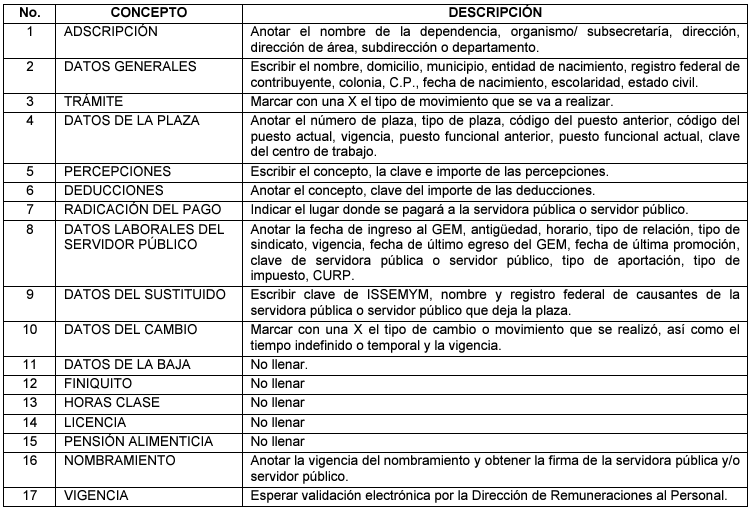 No. CONCEPTO DESCRIPCIÓN
1 ADSCRIPCIÓN Anotar el nombre de la dependencia, organismo/ subsecretaría, dirección,
dirección de área, subdirección o departamento.
2 DATOS GENERALES Escribir el nombre, domicilio, municipio, entidad de nacimiento, registro federal de
contribuyente, colonia, C.P., fecha de nacimiento, escolaridad, estado civil.
3 TRÁMITE Marcar con una X el tipo de movimiento que se va a realizar.
4 DATOS DE LA PLAZA Anotar el número de plaza, tipo de plaza, código del puesto anterior, código del
puesto actual, vigencia, puesto funcional anterior, puesto funcional actual, clave
del centro de trabajo.
5 PERCEPCIONES Escribir el concepto, la clave e importe de las percepciones.
6 DEDUCCIONES Anotar el concepto, clave del importe de las deducciones.
7 RADICACIÓN DEL PAGO Indicar el lugar donde se pagará a la servidora pública o servidor público.
8 DATOS LABORALES DEL Anotar la fecha de ingreso al GEM, antigüedad, horario, tipo de relación, tipo de
SERVIDOR PÚBLICO sindicato, vigencia, fecha de último egreso del GEM, fecha de última promoción,
clave de servidora pública o servidor público, tipo de aportación, tipo de
impuesto, CURP.
9 DATOS DEL SUSTITUIDO Escribir clave de ISSEMYM, nombre y registro federal de causantes de la
servidora pública o servidor público que deja la plaza.
10 DATOS DEL CAMBIO Marcar con una X el tipo de cambio o movimiento que se realizó, así como el
tiempo indefinido o temporal y la vigencia.
11 DATOS DE LA BAJA No llenar.
12 FINIQUITO No llenar
13 HORAS CLASE No llenar
14 LICENCIA No llenar
15 PENSIÓN ALIMENTICIA No llenar
16 NOMBRAMIENTO Anotar la vigencia del nombramiento y obtener la firma de la servidora pública y/o
servidor público.
17 VIGENCIA Esperar validación electrónica por la Dirección de Remuneraciones al Personal.